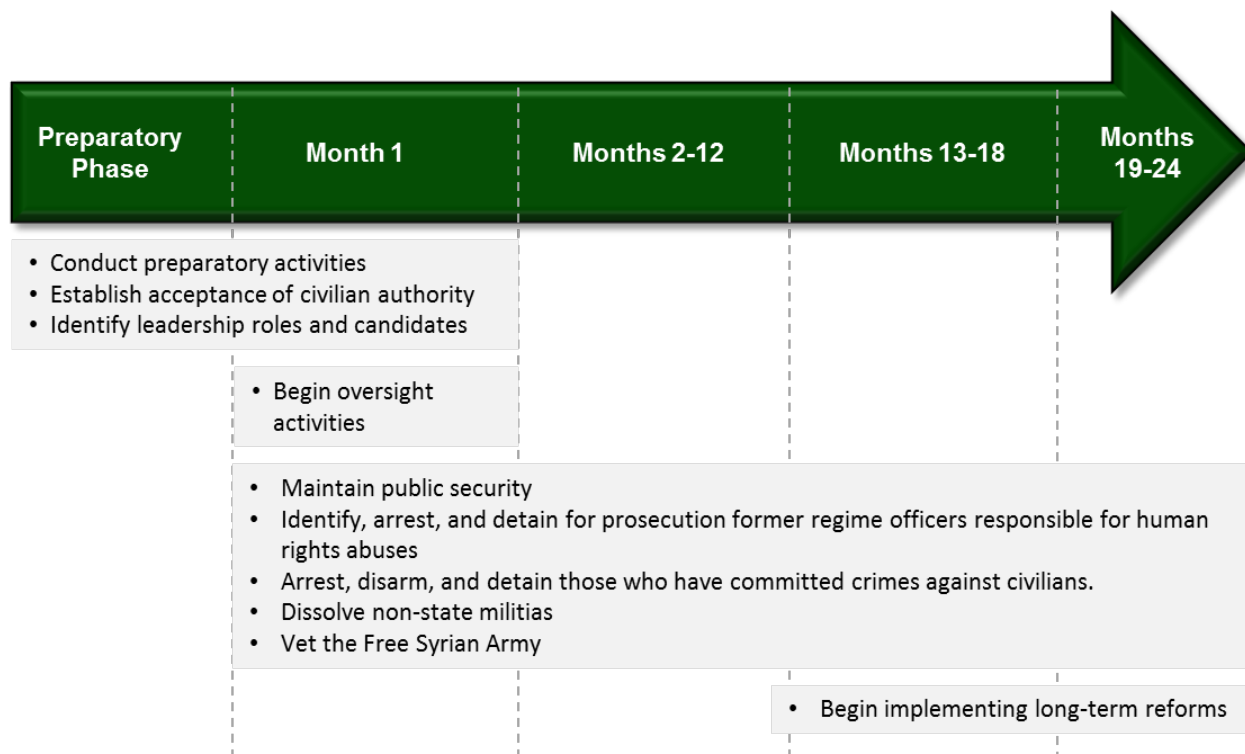 Preparatory
Phase
Month 1
Months 2-12
Months 13-18
Months
19-24
• Conduct preparatory activities
• Establish acceptance of civilian authority
• Identify leadership roles and candidates
• Begin oversight
activities
• Maintain public security
• Identify, arrest, and detain for prosecution former regime officers responsible for human
rights abuses
• Arrest, disarm, and detain those who have committed crimes against civilians.
• Dissolve non-state militias
• Vet the Free Syrian Army
• Begin implementing long-term reforms